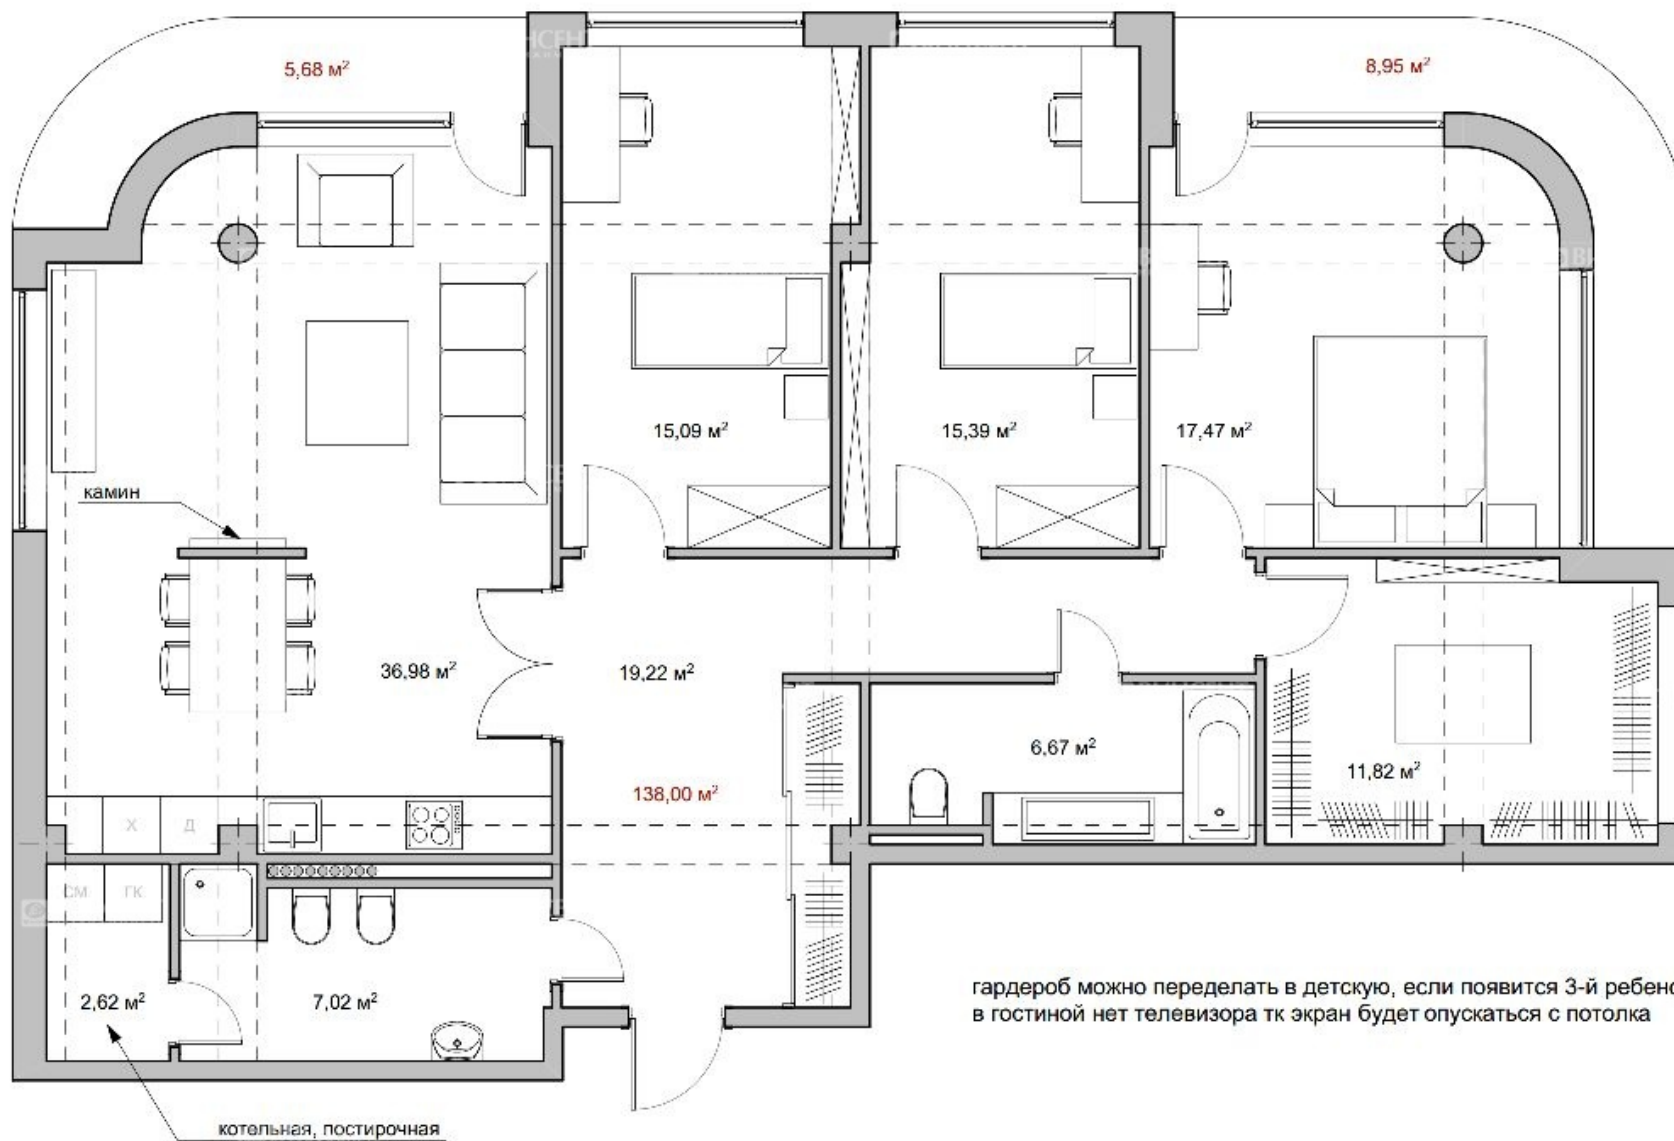 5,68 м²
8,95 м²
15,09 м²
15,39 м²
17,47 м²
камин
36,98 м²
19,22 м²
6,67 м²
11,82 м²
138,00 м²
Х
Д
СМ
ГК
2,62 м²
7,02 м²
гардероб можно переделать в детскую, если появится 3-й ребено
в гостиной нет телевизора тк экран будет опускаться с потолка
котельная, постирочная